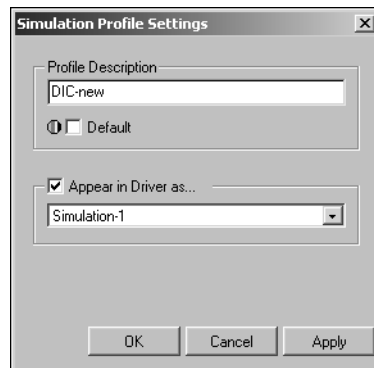 Simulation Profile Settings
Profile Description
DIC-new
Default
Appear in Driver as...
Simulation-1
OK Cancel Apply